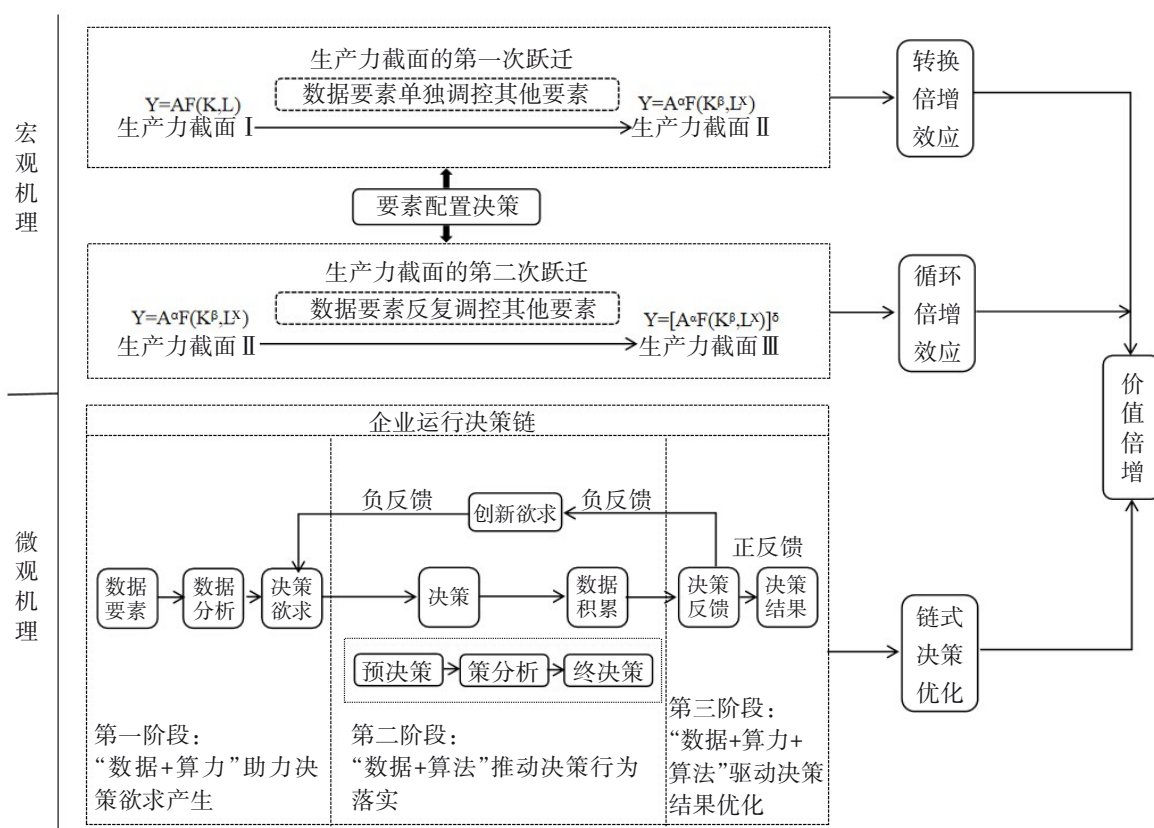 宏观机理
生产力截面的第一次跃迁
数据要素单独调控其他要素
Y=AF(K,L)
生产力截面Ⅰ
Y=AᵅF(Kᵝ,Lᵡ)
生产力截面Ⅱ
转换
倍增
效应
要素配置决策
生产力截面的第二次跃迁
数据要素反复调控其他要素
Y=AᵅF(Kᵝ,Lᵡ)
生产力截面Ⅱ
Y=[AᵅF(Kᵝ,Lᵡ)]ᵟ
生产力截面Ⅲ
循环
倍增
效应
价值倍增
微观机理
企业运行决策链
负反馈
创新欲求
负反馈
正反馈
数据
要素
数据
分析
决策
欲求
决策
数据
积累
决策
反馈
决策
结果
预决策
策分析
终决策
第一阶段：
“数据+算力”助力决
策欲求产生
第二阶段：
“数据+算法”推动决策行为
落实
第三阶段：
“数据+算力+
算法”驱动决策
结果优化
链式
决策
优化